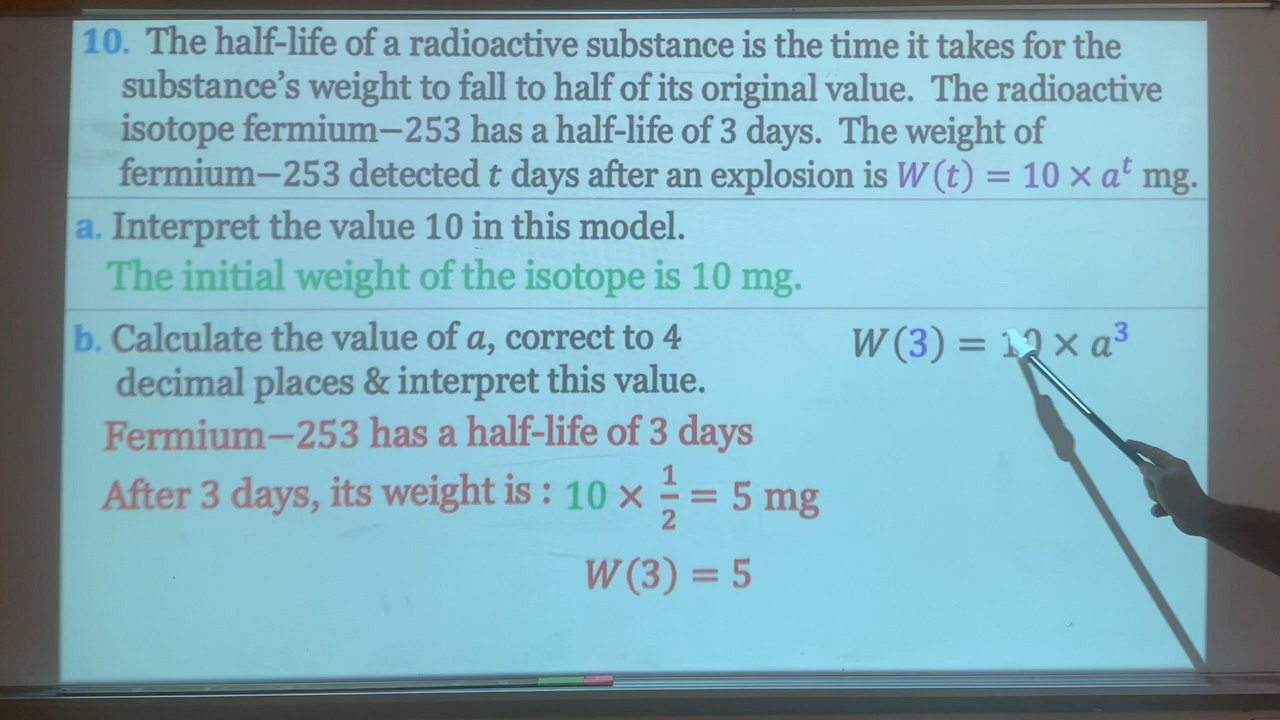 10. The half-life of a radioactive substance is the time it takes for the
substance's weight to fall to half of its original value. The radioactive
isotope fermium–253 has a half-life of 3 days. The weight of
fermium–253 detected t days after an explosion is W(t) = 10 × aᵗ mg.
a. Interpret the value 10 in this model.
The initial weight of the isotope is 10 mg.
b. Calculate the value of a, correct to 4
decimal places & interpret this value.
W(3) = 10 × a³
Fermium–253 has a half-life of 3 days
After 3 days, its weight is : 10 × 1/2 = 5 mg
W(3) = 5